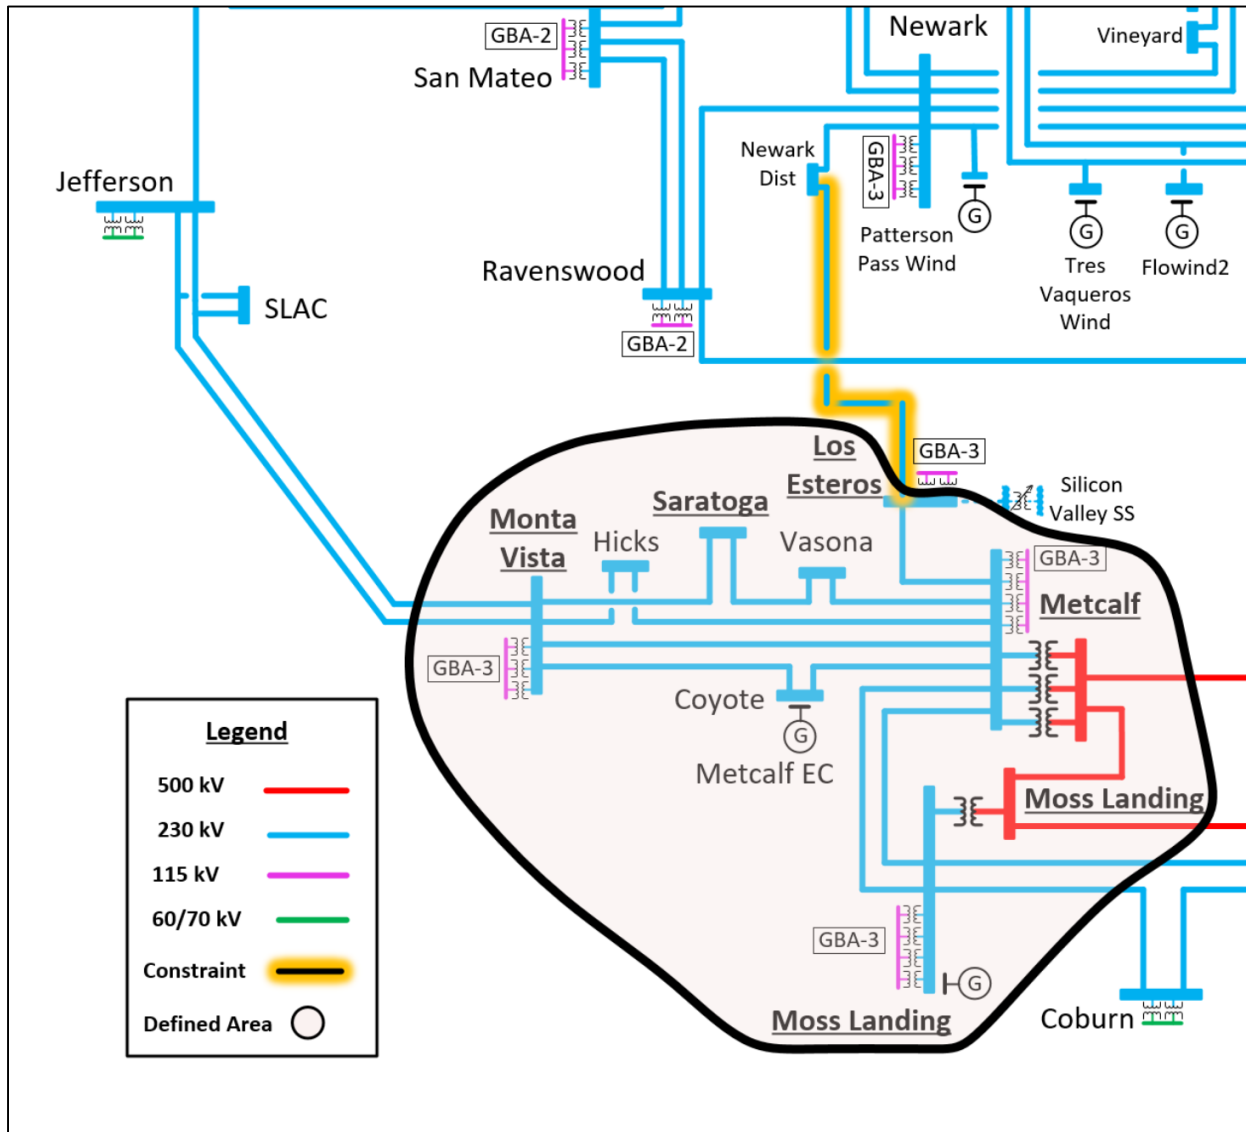 GBA-2
San Mateo
Newark
Vineyard
Jefferson
Newark
Dist
GBA-3
G
Patterson
Pass Wind
G
Tres
Vaqueros
Wind
G
Flowind2
SLAC
Ravenswood
GBA-2
Los
Esteros
GBA-3
Silicon
Valley SS
Monta
Vista
Hicks
Saratoga
Vasona
GBA-3
Metcalf
GBA-3
Coyote
G
Metcalf EC
Moss Landing
GBA-3
G
Moss Landing
Coburn
Legend
500 kV
230 kV
115 kV
60/70 kV
Constraint
Defined Area